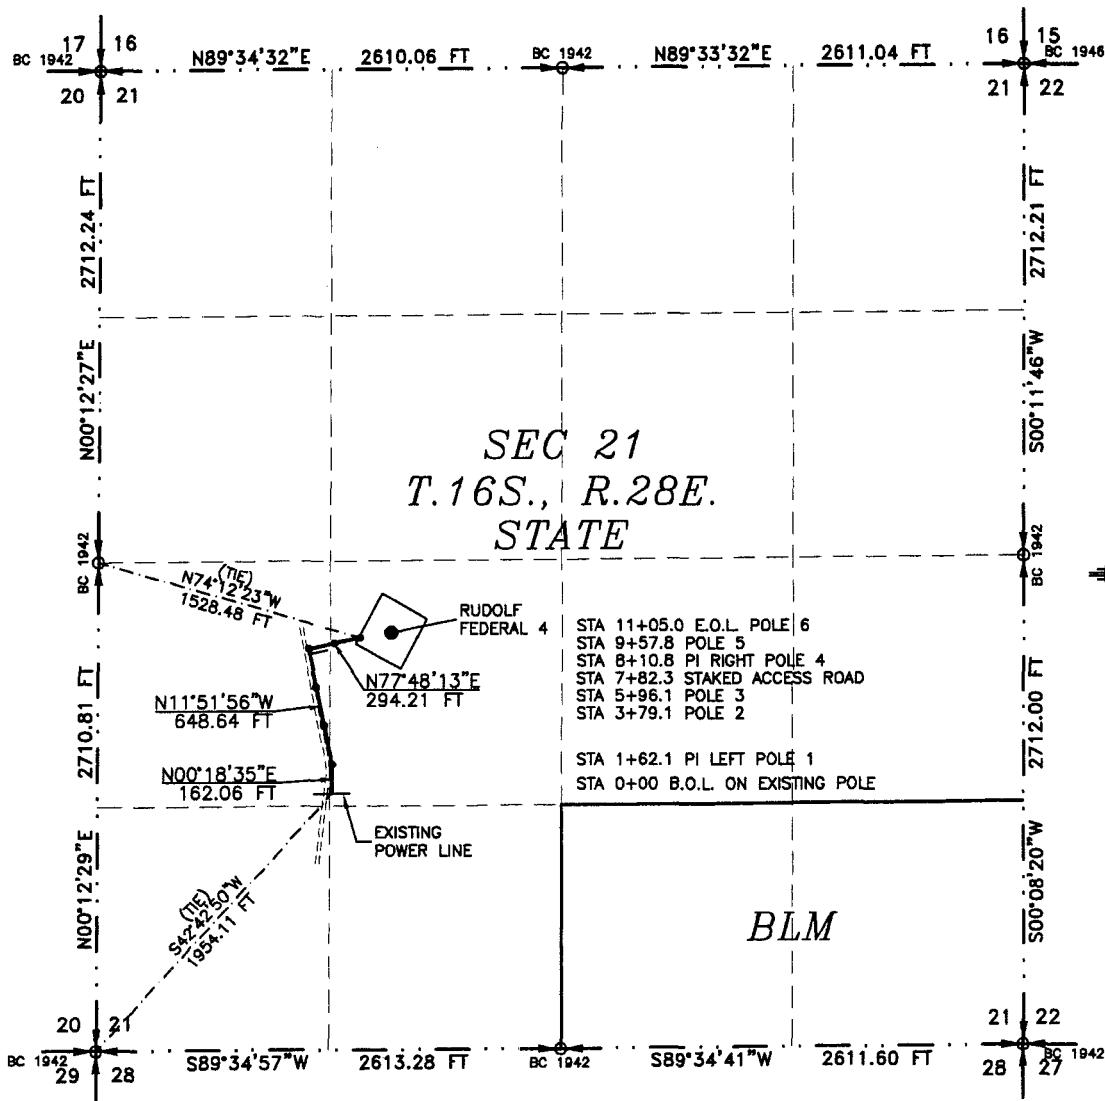 17 16
BC 1942
20 21
N89°34'32"E 2610.06 FT
BC 1942
N89°33'32"E 2611.04 FT
16 15
BC 1946
21 22
2712.24 FT
N00°12'27"E
2712.21 FT
S00°11'46"W
SEC 21
T.16S., R.28E.
STATE
BC 1942
BC 1942
(TIE)
N74°12'23"W
1528.48 FT
RUDOLF
FEDERAL 4
N77°48'13"E
294.21 FT
N11°51'56"W
648.64 FT
N00°18'35"E
162.06 FT
EXISTING
POWER LINE
STA 11+05.0 E.O.L. POLE 6
STA 9+57.8 POLE 5
STA 8+10.8 PI RIGHT POLE 4
STA 7+82.3 STAKED ACCESS ROAD
STA 5+96.1 POLE 3
STA 3+79.1 POLE 2
STA 1+62.1 PI LEFT POLE 1
STA 0+00 B.O.L. ON EXISTING POLE
2710.81 FT
N00°12'29"E
2712.00 FT
S00°08'20"W
(TIE)
S42°42'50"W
1954.11 FT
BLM
20 21
BC 1942
29 28
S89°34'57"W 2613.28 FT
BC 1942
S89°34'41"W 2611.60 FT
21 22
BC 1942
28 27